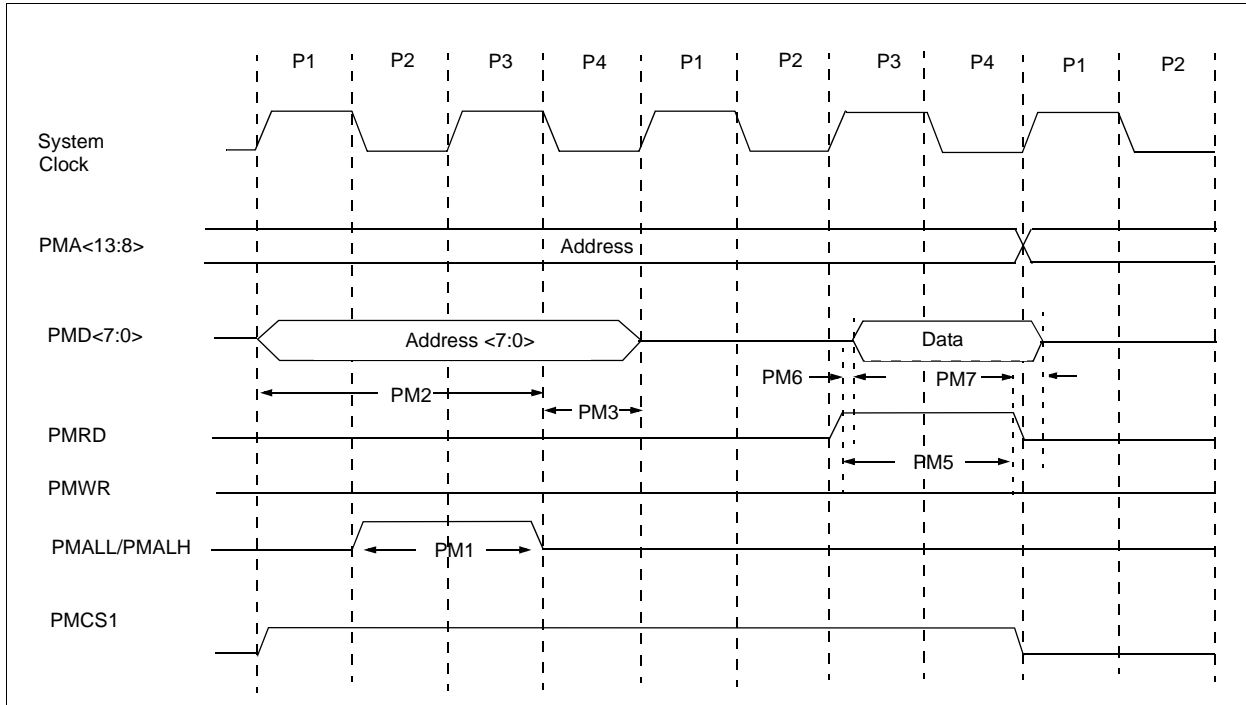 P1 P2 P3 P4 P1 P2 P3 P4 P1 P2
System
Clock
PMA<13:8>
Address
PMD<7:0>
Address <7:0>
Data
PM2
PM3
PM6
PM7
PMRD
PM5
PMWR
PMALL/PMALH
PM1
PMCS1